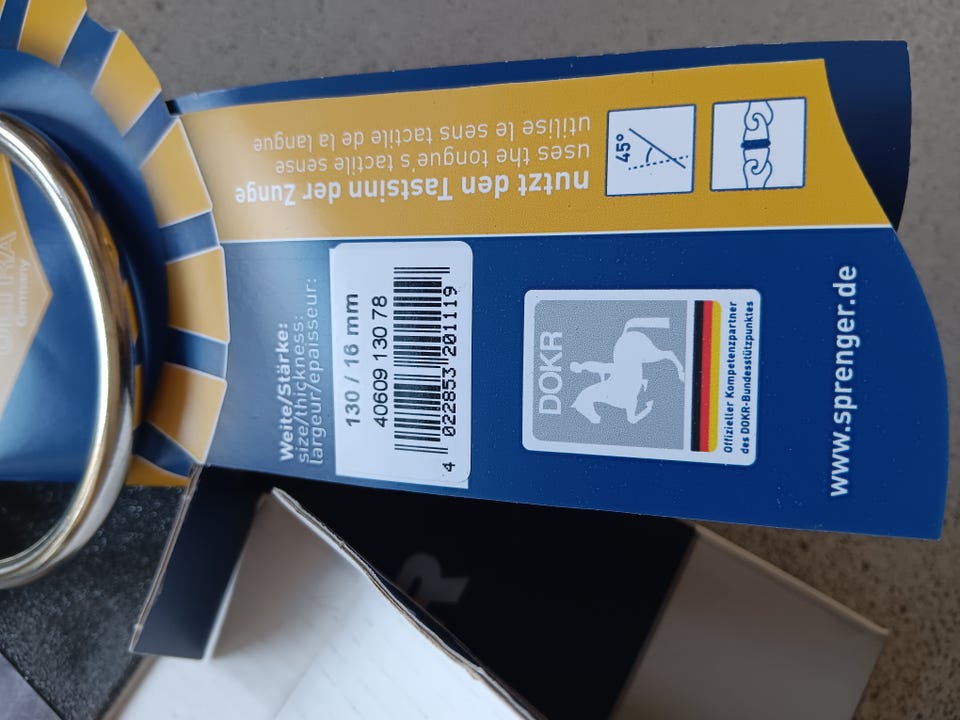 nutzt den Tastsinn der Zunge
uses the tongue's tactile sense
utilise le sens tactile de la langue
45°
Weite/Stärke:
size/thickness:
largeur/epaisseur:
130 / 16 mm
40609 130 78
4 022853 201119
DOKR
Offizieller Kompetenzpartner
des DOKR-Bundesstützpunktes
www.sprenger.de
Germany
R